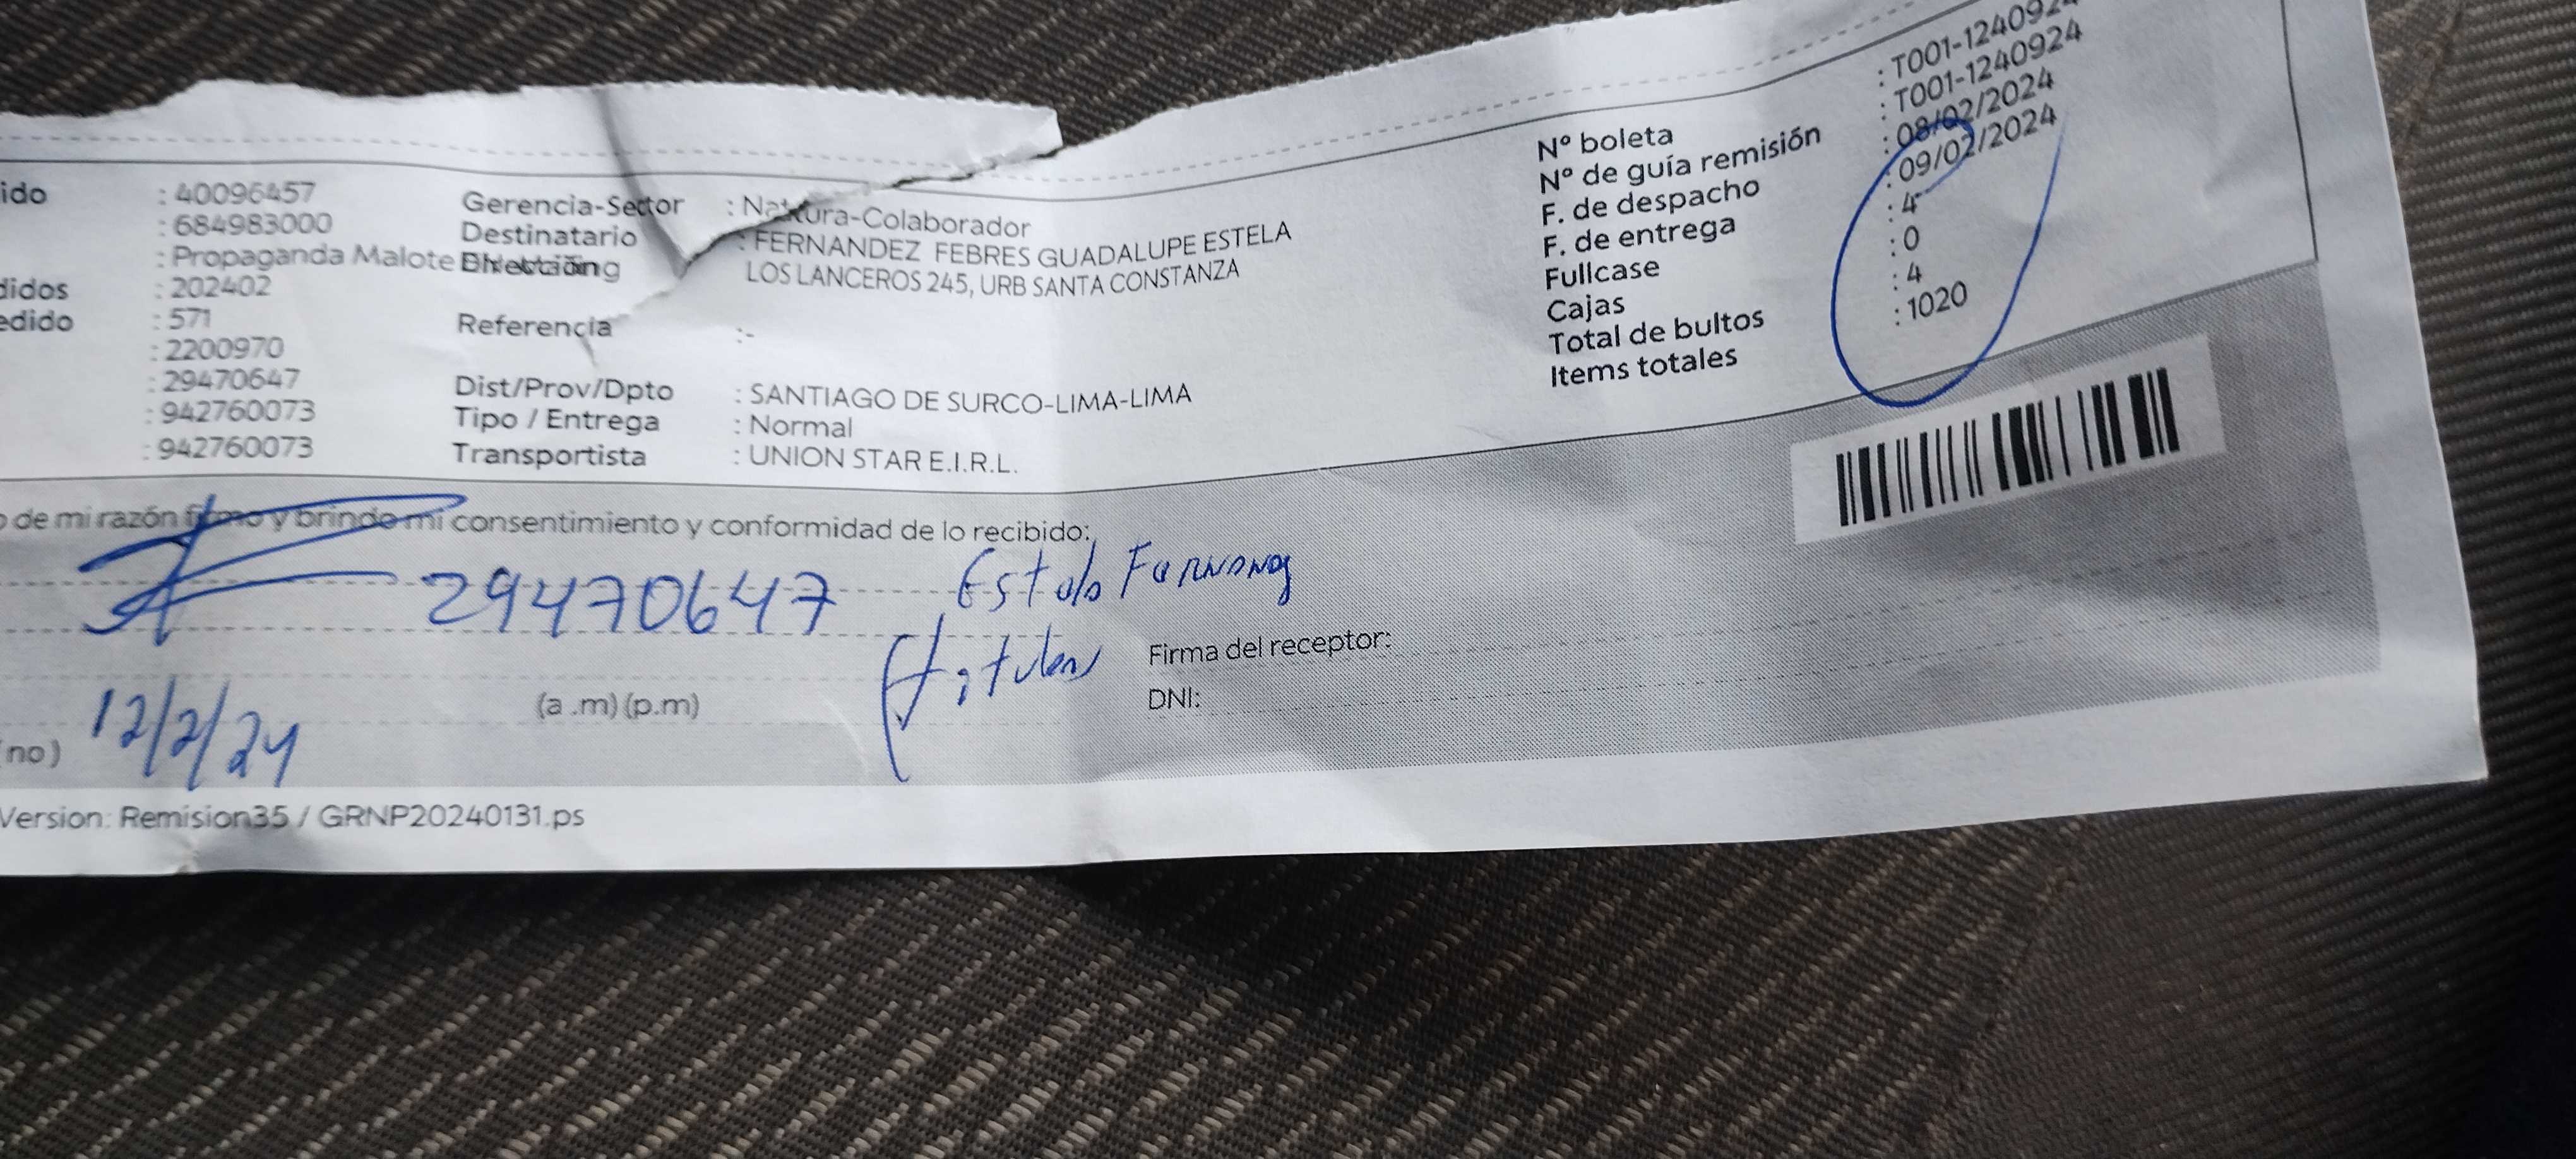 ido : 40096457
: 684983000
: Propaganda Malote
didos : 202402
edido : 571
: 2200970
: 29470647
: 942760073
: 942760073
Gerencia-Sector : Natura-Colaborador
Destinatario : FERNANDEZ FEBRES GUADALUPE ESTELA
Dirección LOS LANCEROS 245, URB SANTA CONSTANZA
Referencia :-
Dist/Prov/Dpto : SANTIAGO DE SURCO-LIMA-LIMA
Tipo / Entrega : Normal
Transportista : UNION STAR E.I.R.L.
Nº boleta : T001-1240924
Nº de guía remisión : T001-1240924
F. de despacho : 08/02/2024
F. de entrega : 09/02/2024
Fullcase : 4
Cajas : 0
Total de bultos : 4
Items totales : 1020
o de mi razón firmo y brindo mi consentimiento y conformidad de lo recibido:
29470647 Estela
(titular
Firma del receptor:
DNI:
12/2/24
(a .m) (p.m)
(no)
Version: Remision35 / GRNP20240131.ps